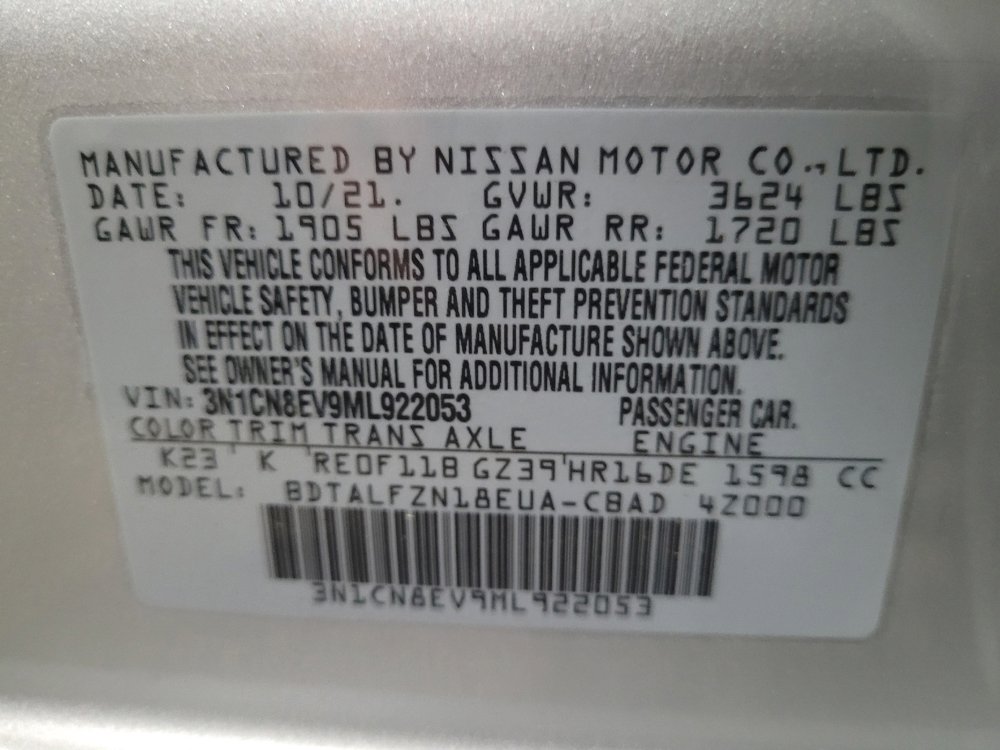 MANUFACTURED BY NISSAN MOTOR CO., LTD.
DATE: 10/21. GVWR: 3624 LBS
GAWR FR: 1905 LBS GAWR RR: 1720 LBS
THIS VEHICLE CONFORMS TO ALL APPLICABLE FEDERAL MOTOR
VEHICLE SAFETY, BUMPER AND THEFT PREVENTION STANDARDS
IN EFFECT ON THE DATE OF MANUFACTURE SHOWN ABOVE.
SEE OWNER'S MANUAL FOR ADDITIONAL INFORMATION.
VIN: 3N1CN8EV9ML922053 PASSENGER CAR.
COLOR TRIM TRANS AXLE ENGINE
K23 ' K 'RE0F11B GZ39'HR16DE 1598 CC
MODEL: BDTALFZN18EUA-CBAD 4Z000
3N1CN8EV9ML922053